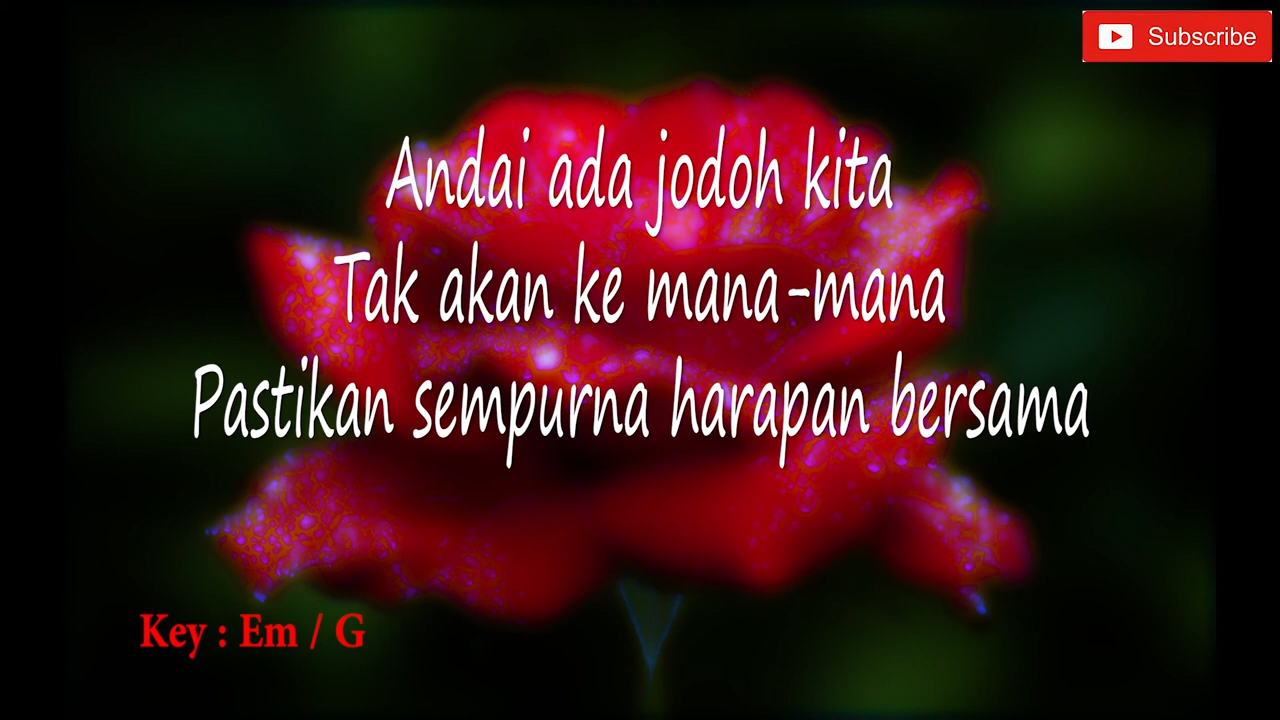 Subscribe
Andai ada jodoh kita
Tak akan ke mana-mana
Pastikan sempurna harapan bersama
Key : Em / G